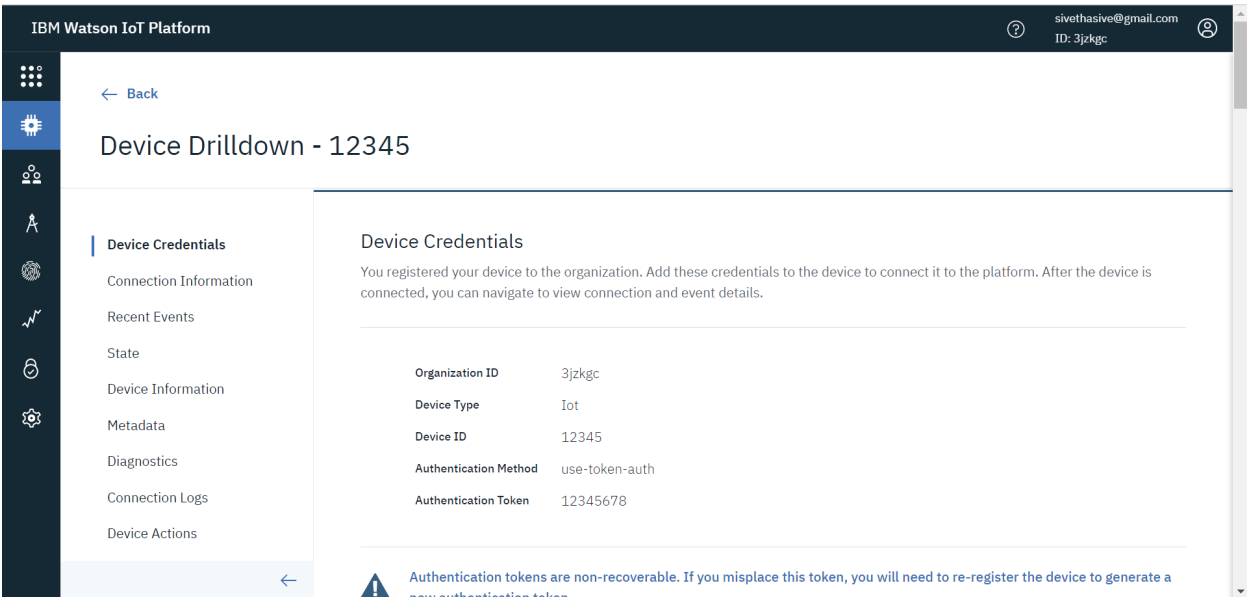 IBM Watson IoT Platform
sivethasive@gmail.com
ID: 3jzkgc
Back
Device Drilldown - 12345
Device Credentials
Connection Information
Recent Events
State
Device Information
Metadata
Diagnostics
Connection Logs
Device Actions
Device Credentials
You registered your device to the organization. Add these credentials to the device to connect it to the platform. After the device is
connected, you can navigate to view connection and event details.
Organization ID 3jzkgc
Device Type Iot
Device ID 12345
Authentication Method use-token-auth
Authentication Token 12345678
Authentication tokens are non-recoverable. If you misplace this token, you will need to re-register the device to generate a
new authentication token.